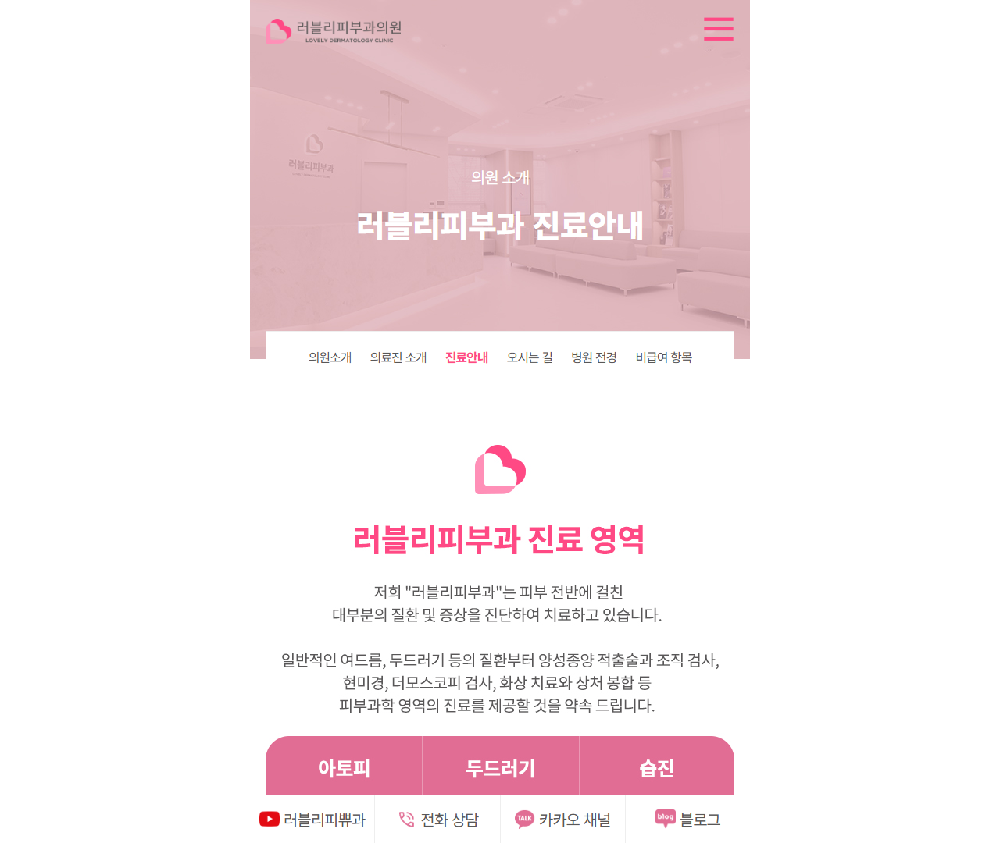 러블리피부과의원
LOVELY DERMATOLOGY CLINIC
러블리피부과
의원 소개
러블리피부과 진료안내
의원소개 의료진 소개 진료안내 오시는 길 병원 전경 비급여 항목
러블리피부과 진료 영역
저희 "러블리피부과"는 피부 전반에 걸친
대부분의 질환 및 증상을 진단하여 치료하고 있습니다.
일반적인 여드름, 두드러기 등의 질환부터 양성종양 적출술과 조직 검사,
현미경, 더모스코피 검사, 화상 치료와 상처 봉합 등
피부과학 영역의 진료를 제공할 것을 약속 드립니다.
아토피 두드러기 습진
러블리피쀼과 전화 상담 TALK 카카오 채널 blog 블로그